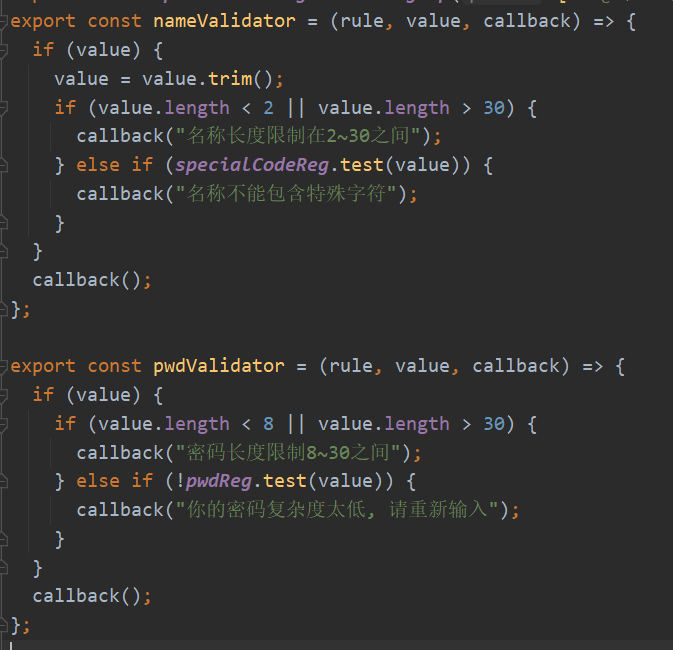 export const nameValidator = (rule, value, callback) => {
if (value) {
value = value.trim();
if (value.length < 2 || value.length > 30) {
callback("名称长度限制在2~30之间");
} else if (specialCodeReg.test(value)) {
callback("名称不能包含特殊字符");
}
}
callback();
};
export const pwdValidator = (rule, value, callback) => {
if (value) {
if (value.length < 8 || value.length > 30) {
callback("密码长度限制8~30之间");
} else if (!pwdReg.test(value)) {
callback("你的密码复杂度太低, 请重新输入");
}
}
callback();
};